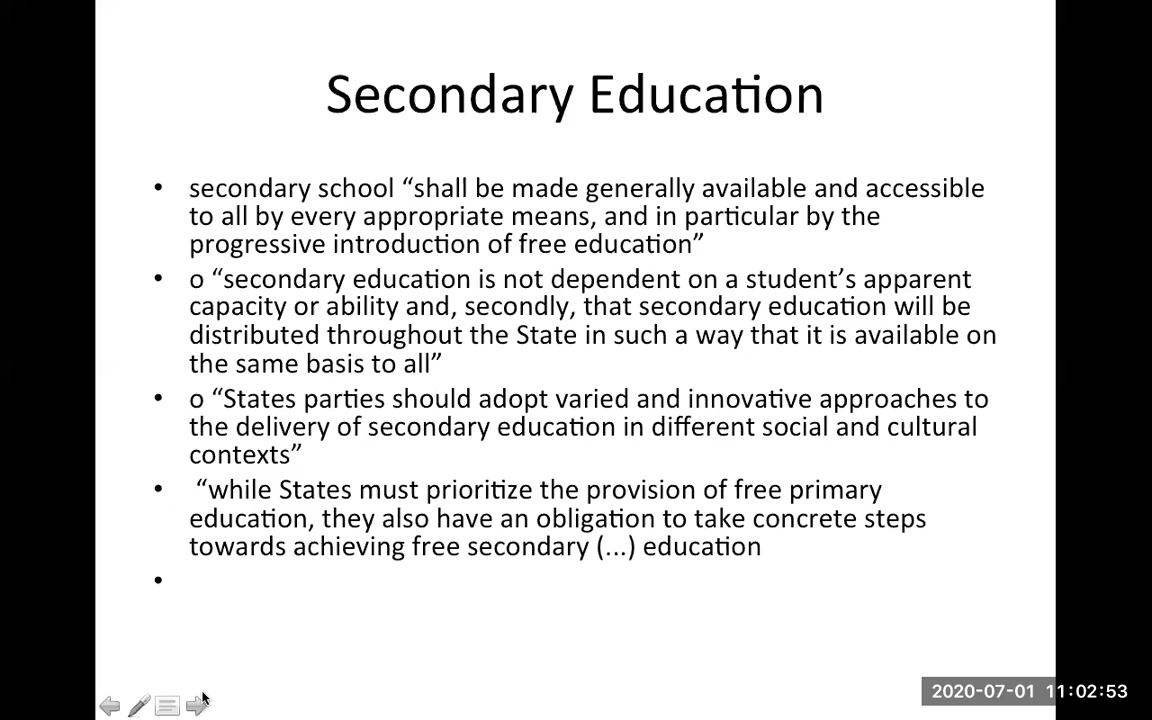 Secondary Education
• secondary school “shall be made generally available and accessible
to all by every appropriate means, and in particular by the
progressive introduction of free education”
• o “secondary education is not dependent on a student’s apparent
capacity or ability and, secondly, that secondary education will be
distributed throughout the State in such a way that it is available on
the same basis to all”
• o “States parties should adopt varied and innovative approaches to
the delivery of secondary education in different social and cultural
contexts”
• “while States must prioritize the provision of free primary
education, they also have an obligation to take concrete steps
towards achieving free secondary (...) education
•
2020-07-01 11:02:53